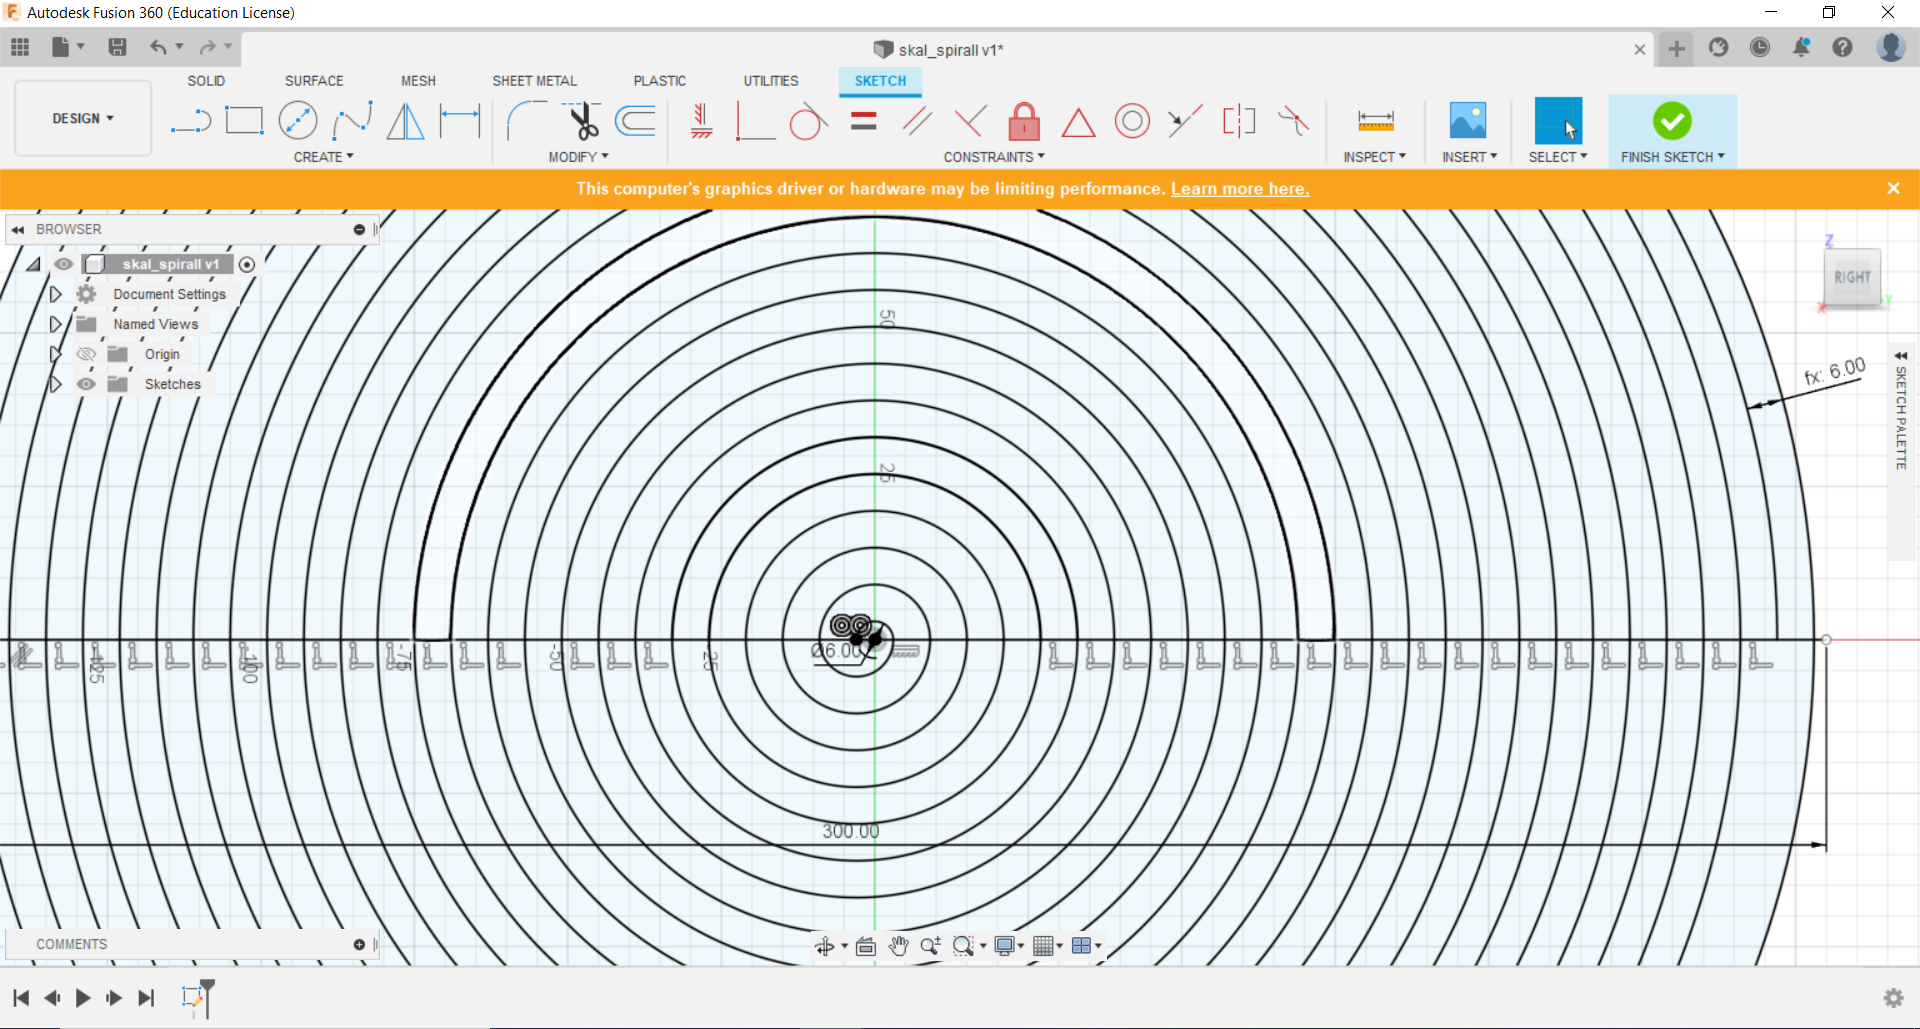 Autodesk Fusion 360 (Education License)
skal_spirall v1*
SOLID SURFACE MESH SHEET METAL PLASTIC UTILITIES SKETCH
DESIGN
CREATE MODIFY CONSTRAINTS INSPECT INSERT SELECT FINISH SKETCH
This computer's graphics driver or hardware may be limiting performance. Learn more here.
BROWSER
skal_spirall v1
Document Settings
Named Views
Origin
Sketches
Z
RIGHT
X
Y
SKETCH PALETTE
fx: 6.00
50
25
Ø6.00
-125
-100
-75
-50
-25
300.00
COMMENTS